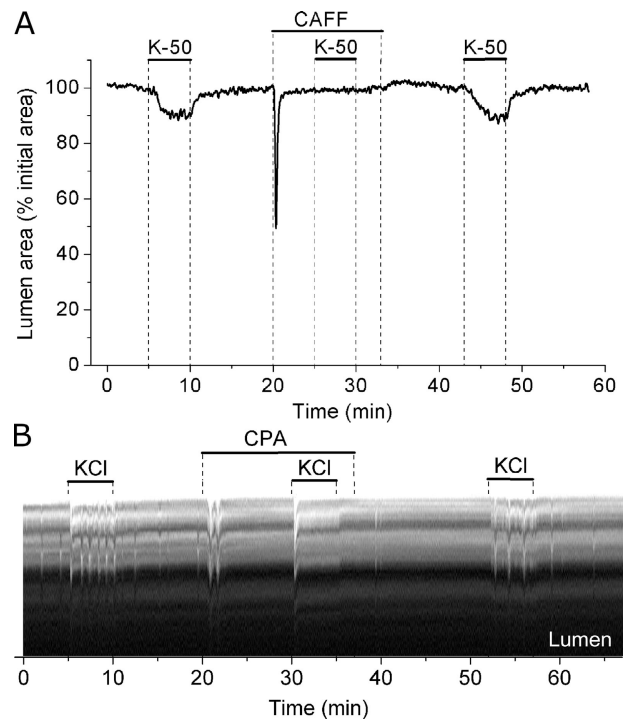 A
CAFF
K-50 K-50 K-50
Lumen area (% initial area)
100
80
60
40
20
0
0 10 20 30 40 50 60
Time (min)
B
CPA
KCl KCl KCl
Lumen
0 10 20 30 40 50 60
Time (min)